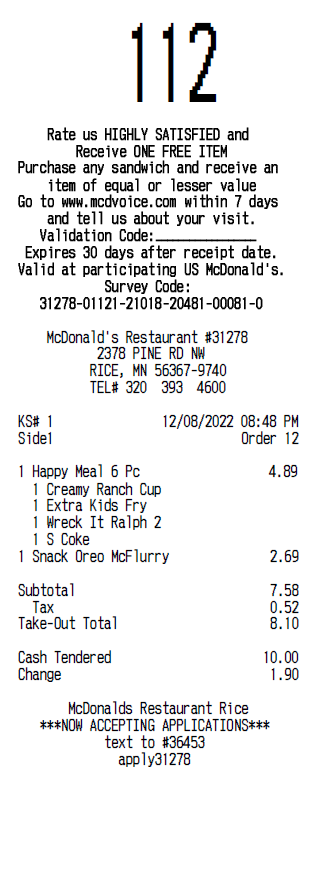 112
Rate us HIGHLY SATISFIED and
Receive ONE FREE ITEM
Purchase any sandwich and receive an
item of equal or lesser value
Go to www.mcdvoice.com within 7 days
and tell us about your visit.
Validation Code:______________
Expires 30 days after receipt date.
Valid at participating US McDonald's.
Survey Code:
31278-01121-21018-20481-00081-0
McDonald's Restaurant #31278
2378 PINE RD NW
RICE, MN 56367-9740
TEL# 320 393 4600
KS# 1 12/08/2022 08:48 PM
Side1 Order 12
1 Happy Meal 6 Pc 4.89
1 Creamy Ranch Cup
1 Extra Kids Fry
1 Wreck It Ralph 2
1 S Coke
1 Snack Oreo McFlurry 2.69
Subtotal 7.58
Tax 0.52
Take-Out Total 8.10
Cash Tendered 10.00
Change 1.90
McDonalds Restaurant Rice
***NOW ACCEPTING APPLICATIONS***
text to #36453
apply31278